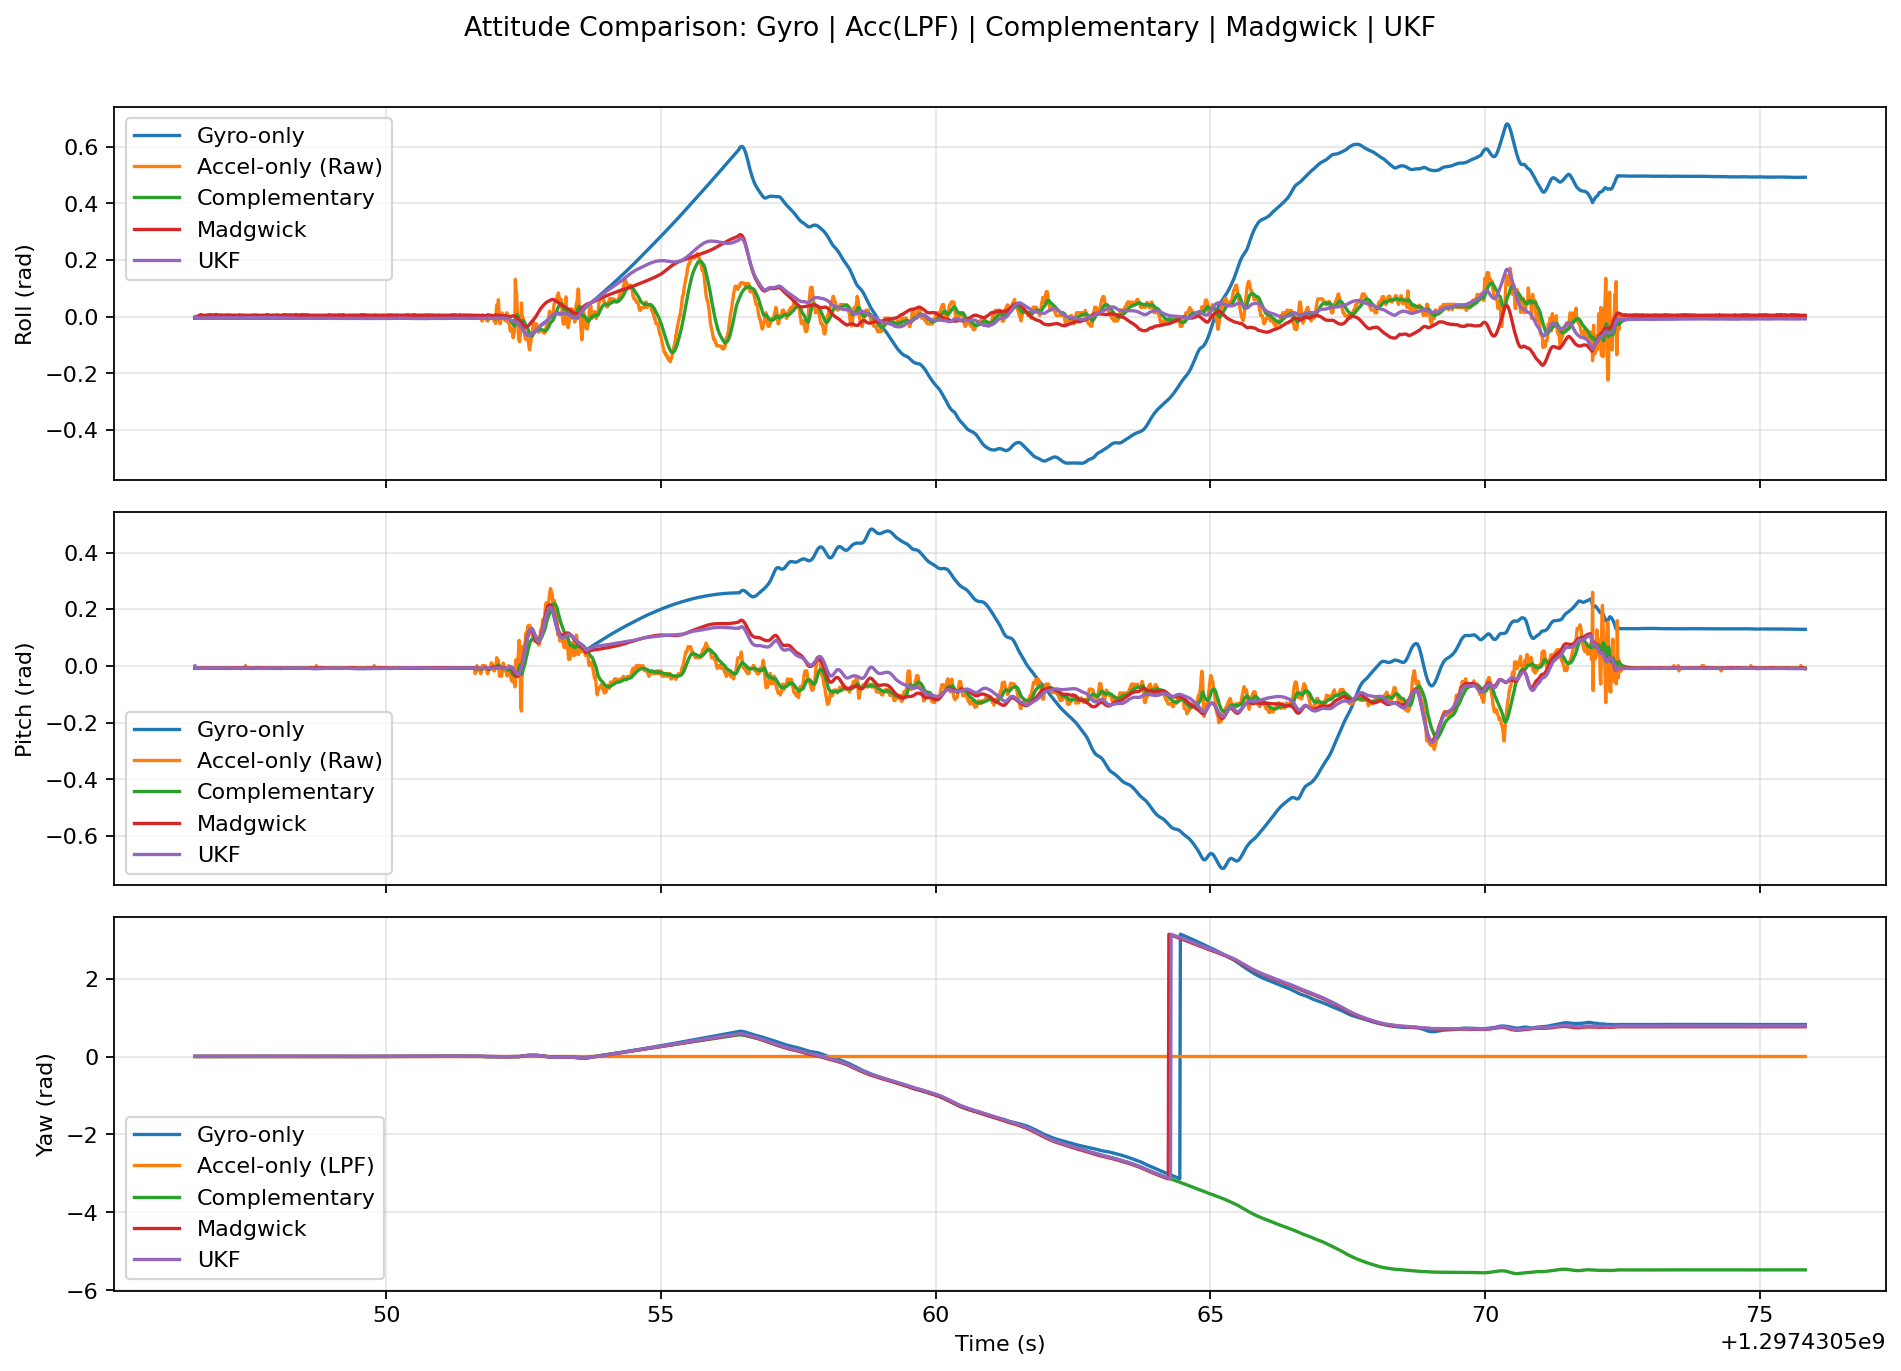 Attitude Comparison: Gyro | Acc(LPF) | Complementary | Madgwick | UKF
Roll (rad)
0.6
0.4
0.2
0.0
−0.2
−0.4
Gyro-only
Accel-only (Raw)
Complementary
Madgwick
UKF
Pitch (rad)
0.4
0.2
0.0
−0.2
−0.4
−0.6
Gyro-only
Accel-only (Raw)
Complementary
Madgwick
UKF
Yaw (rad)
2
0
−2
−4
−6
Gyro-only
Accel-only (LPF)
Complementary
Madgwick
UKF
50 55 60 65 70 75
Time (s)
+1.2974305e9